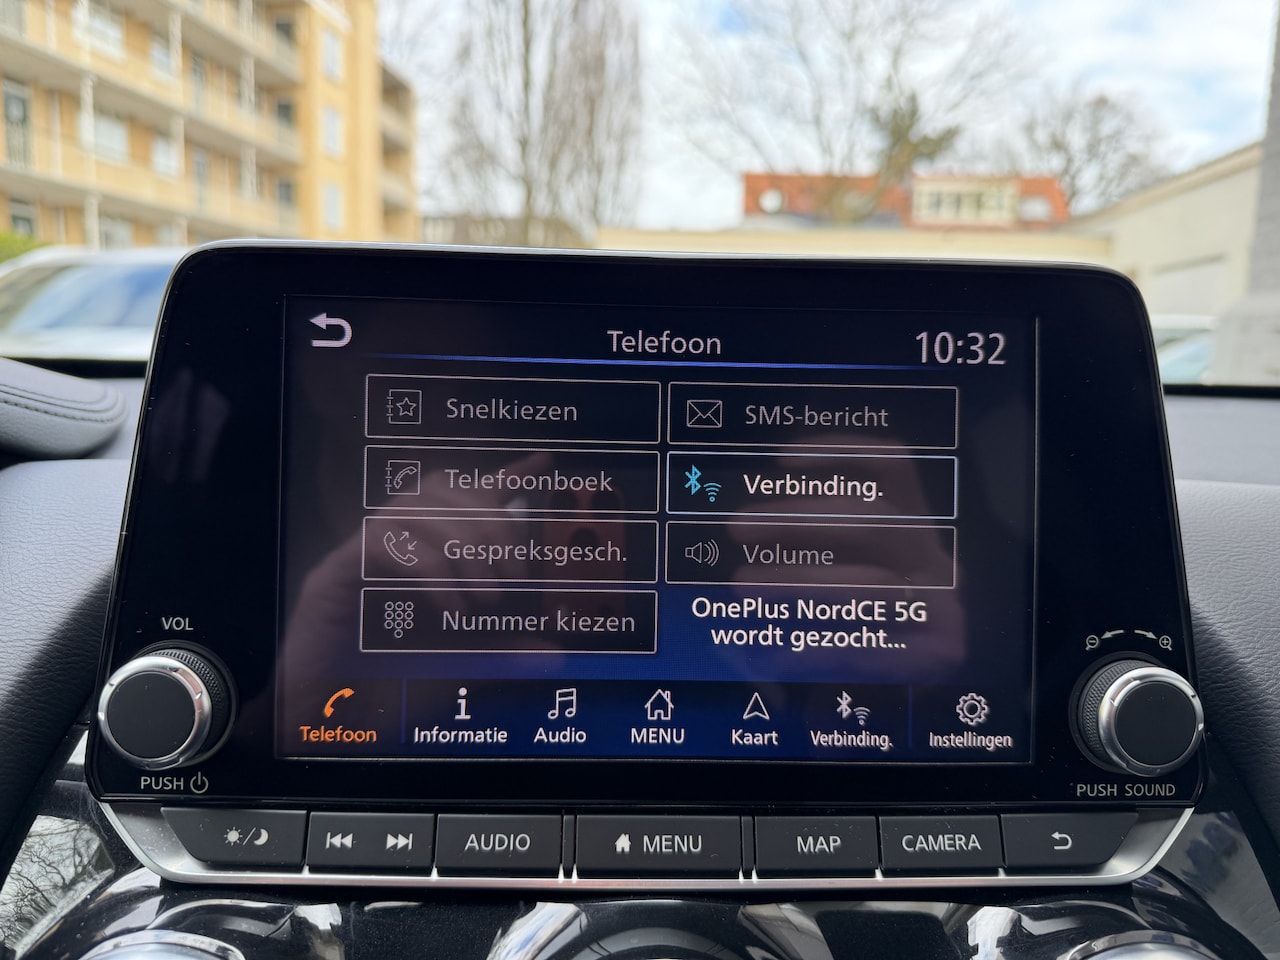 Telefoon
10:32
Snelkiezen
SMS-bericht
Telefoonboek
Verbinding.
Gespreksgesch.
Volume
Nummer kiezen
OnePlus NordCE 5G
wordt gezocht...
VOL
PUSH
Telefoon
Informatie
Audio
MENU
Kaart
Verbinding.
Instellingen
PUSH SOUND
AUDIO
MENU
MAP
CAMERA